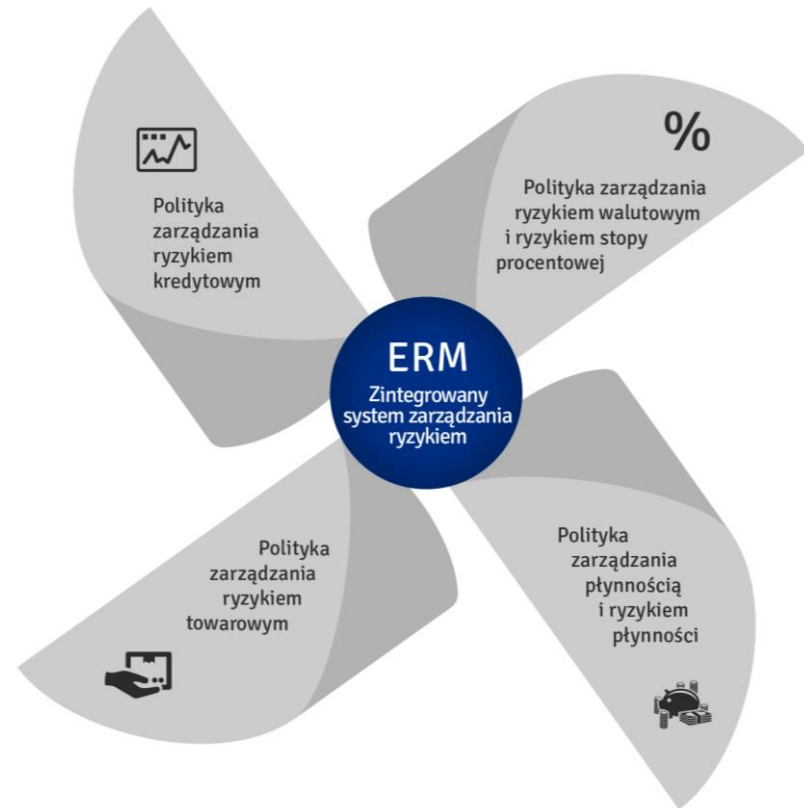 Polityka
zarządzania
ryzykiem
kredytowym
%
Polityka zarządzania
ryzykiem walutowym
i ryzykiem stopy
procentowej
ERM
Zintegrowany
system zarządzania
ryzykiem
Polityka
zarządzania
ryzykiem
towarowym
Polityka
zarządzania
płynnością
i ryzykiem
płynności